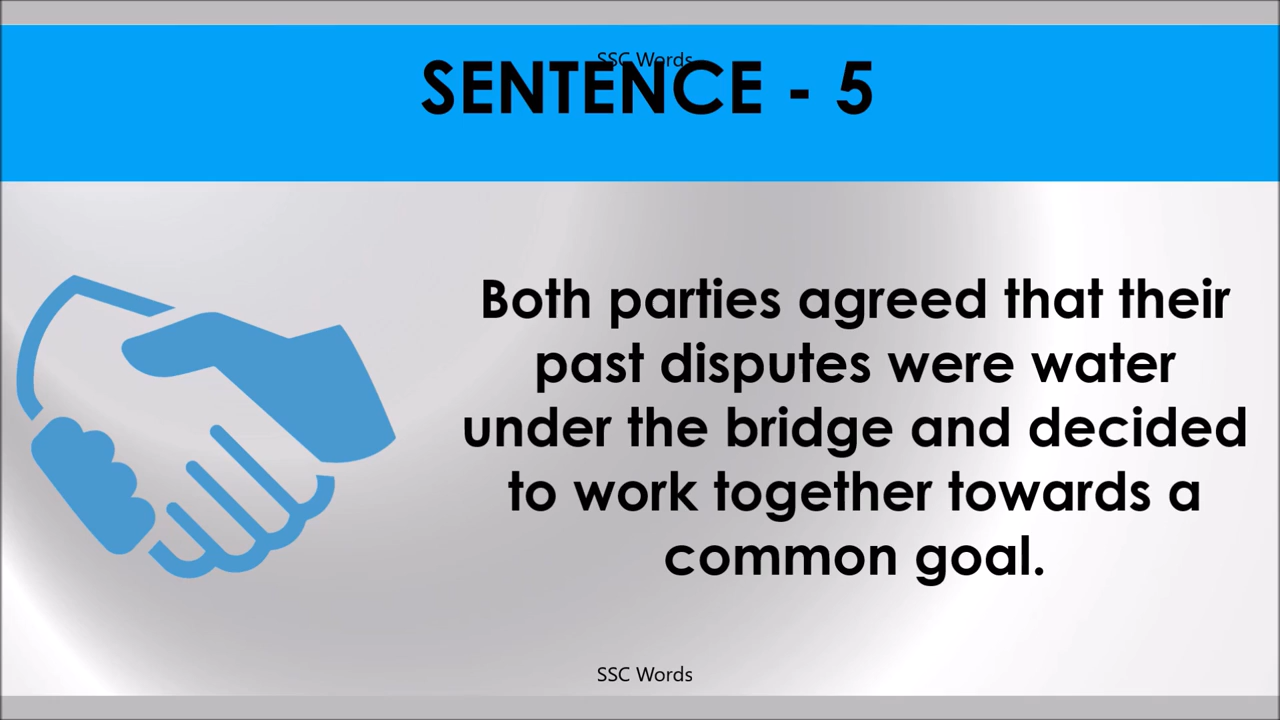 SSC Words
SENTENCE - 5
Both parties agreed that their
past disputes were water
under the bridge and decided
to work together towards a
common goal.
SSC Words